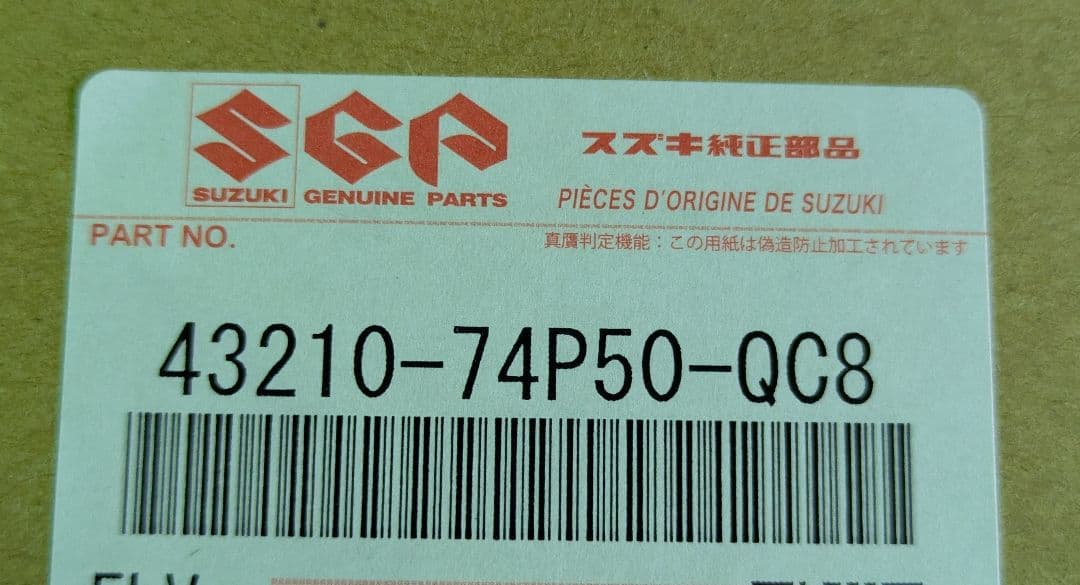 SGP
スズキ純正部品
SUZUKI GENUINE PARTS
PIÈCES D'ORIGINE DE SUZUKI
PART NO.
真贋判定機能：この用紙は偽造防止加工されています
43210-74P50-QC8